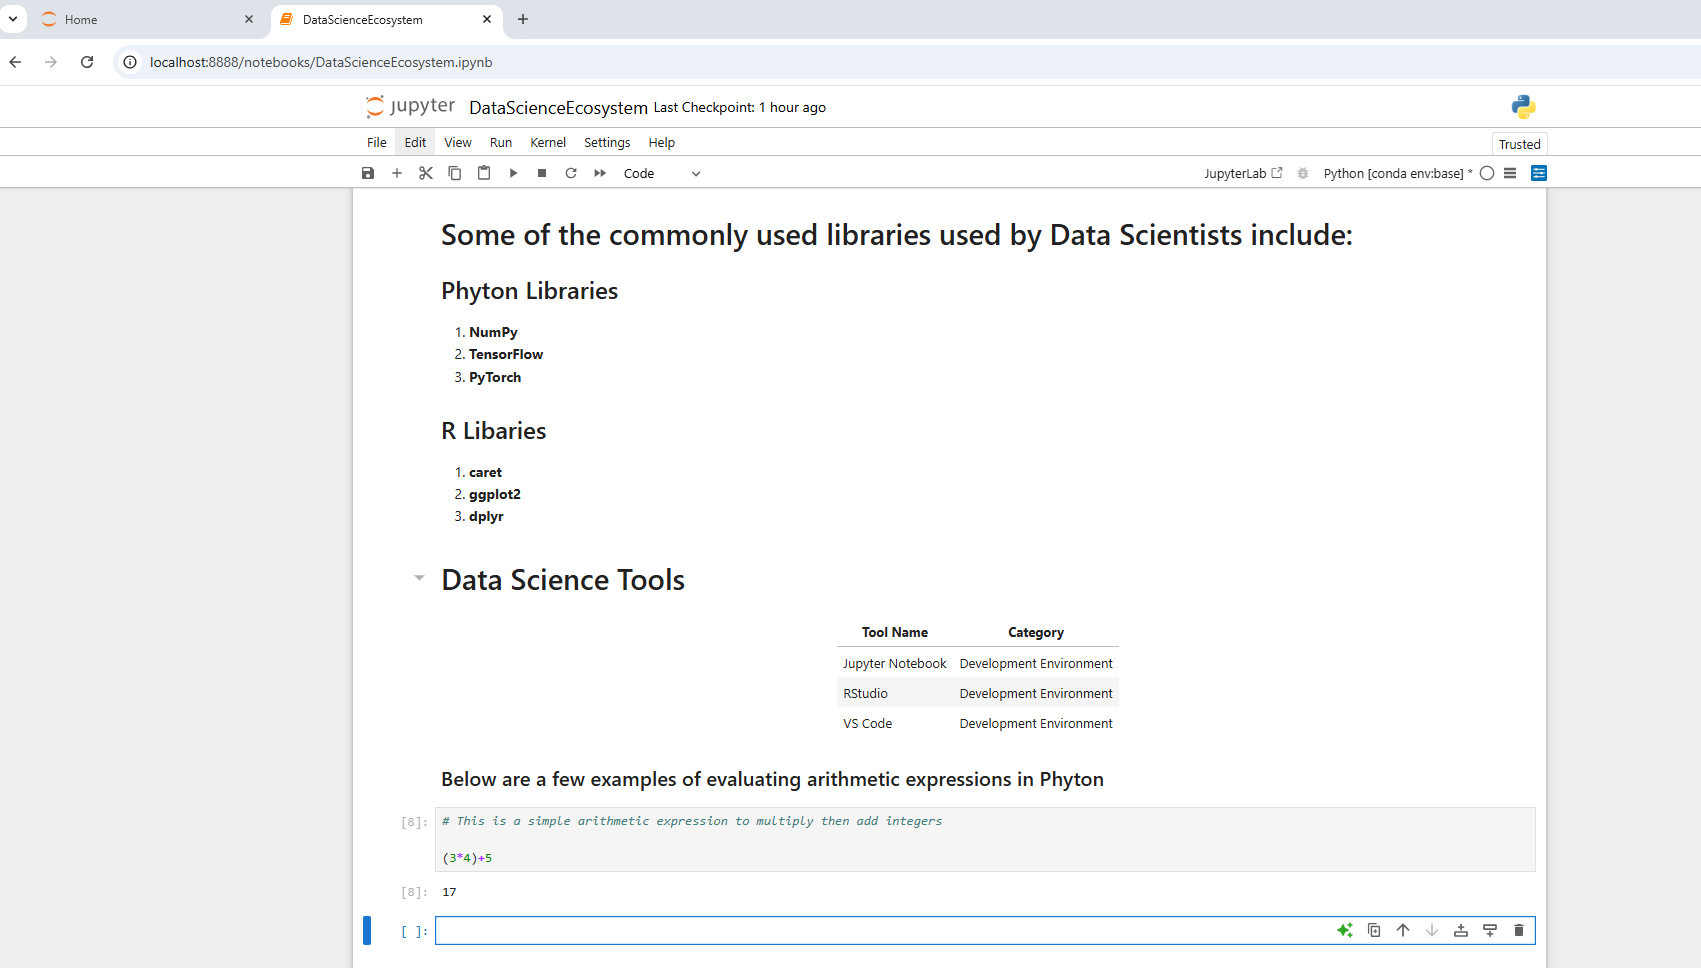 Home
DataScienceEcosystem
localhost:8888/notebooks/DataScienceEcosystem.ipynb
jupyter DataScienceEcosystem Last Checkpoint: 1 hour ago
File Edit View Run Kernel Settings Help
Trusted
Code
JupyterLab
Python [conda env:base] *
Some of the commonly used libraries used by Data Scientists include:
Phyton Libraries
1. NumPy
2. TensorFlow
3. PyTorch
R Libaries
1. caret
2. ggplot2
3. dplyr
Data Science Tools
Tool Name Category
Jupyter Notebook Development Environment
RStudio Development Environment
VS Code Development Environment
Below are a few examples of evaluating arithmetic expressions in Phyton
[8]: # This is a simple arithmetic expression to multiply then add integers
(3*4)+5
[8]: 17
[ ]: